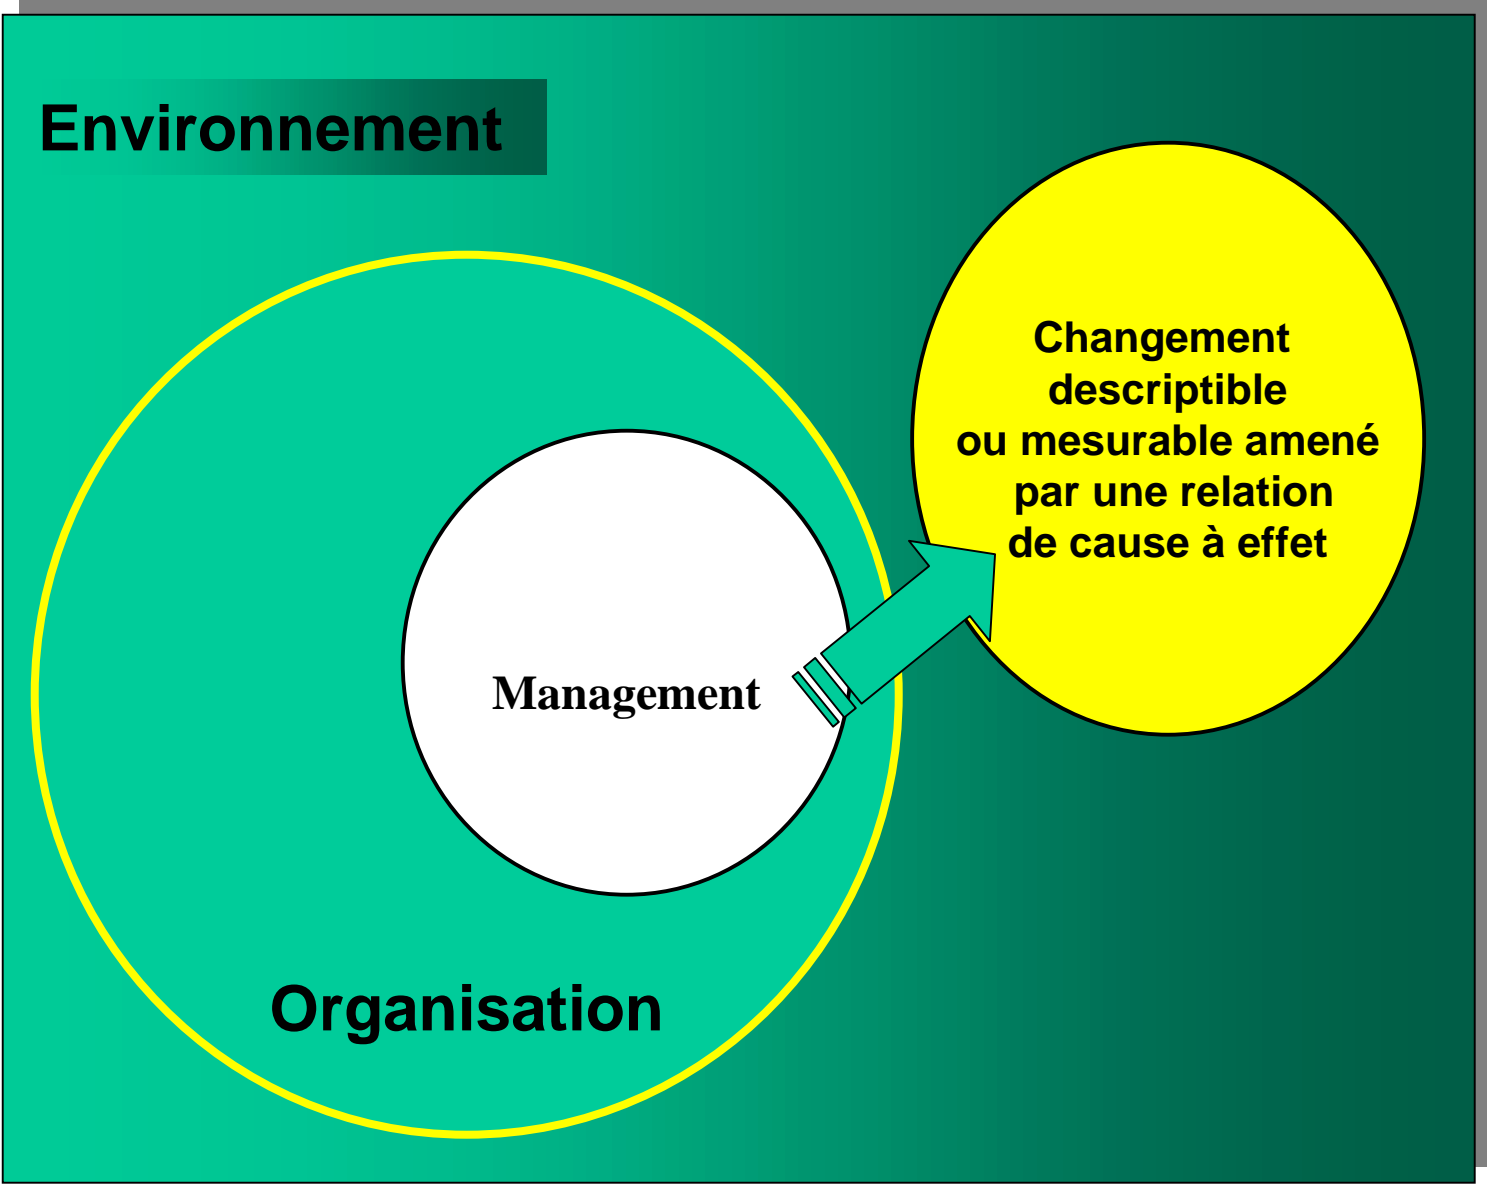 Environnement
Changement
descriptible
ou mesurable amené
par une relation
de cause à effet
Management
Organisation